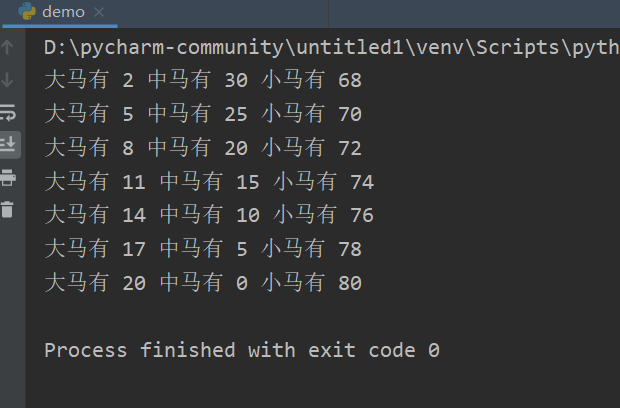 demo
D:\pycharm-community\untitled1\venv\Scripts\pyth
大马有 2 中马有 30 小马有 68
大马有 5 中马有 25 小马有 70
大马有 8 中马有 20 小马有 72
大马有 11 中马有 15 小马有 74
大马有 14 中马有 10 小马有 76
大马有 17 中马有 5 小马有 78
大马有 20 中马有 0 小马有 80
Process finished with exit code 0